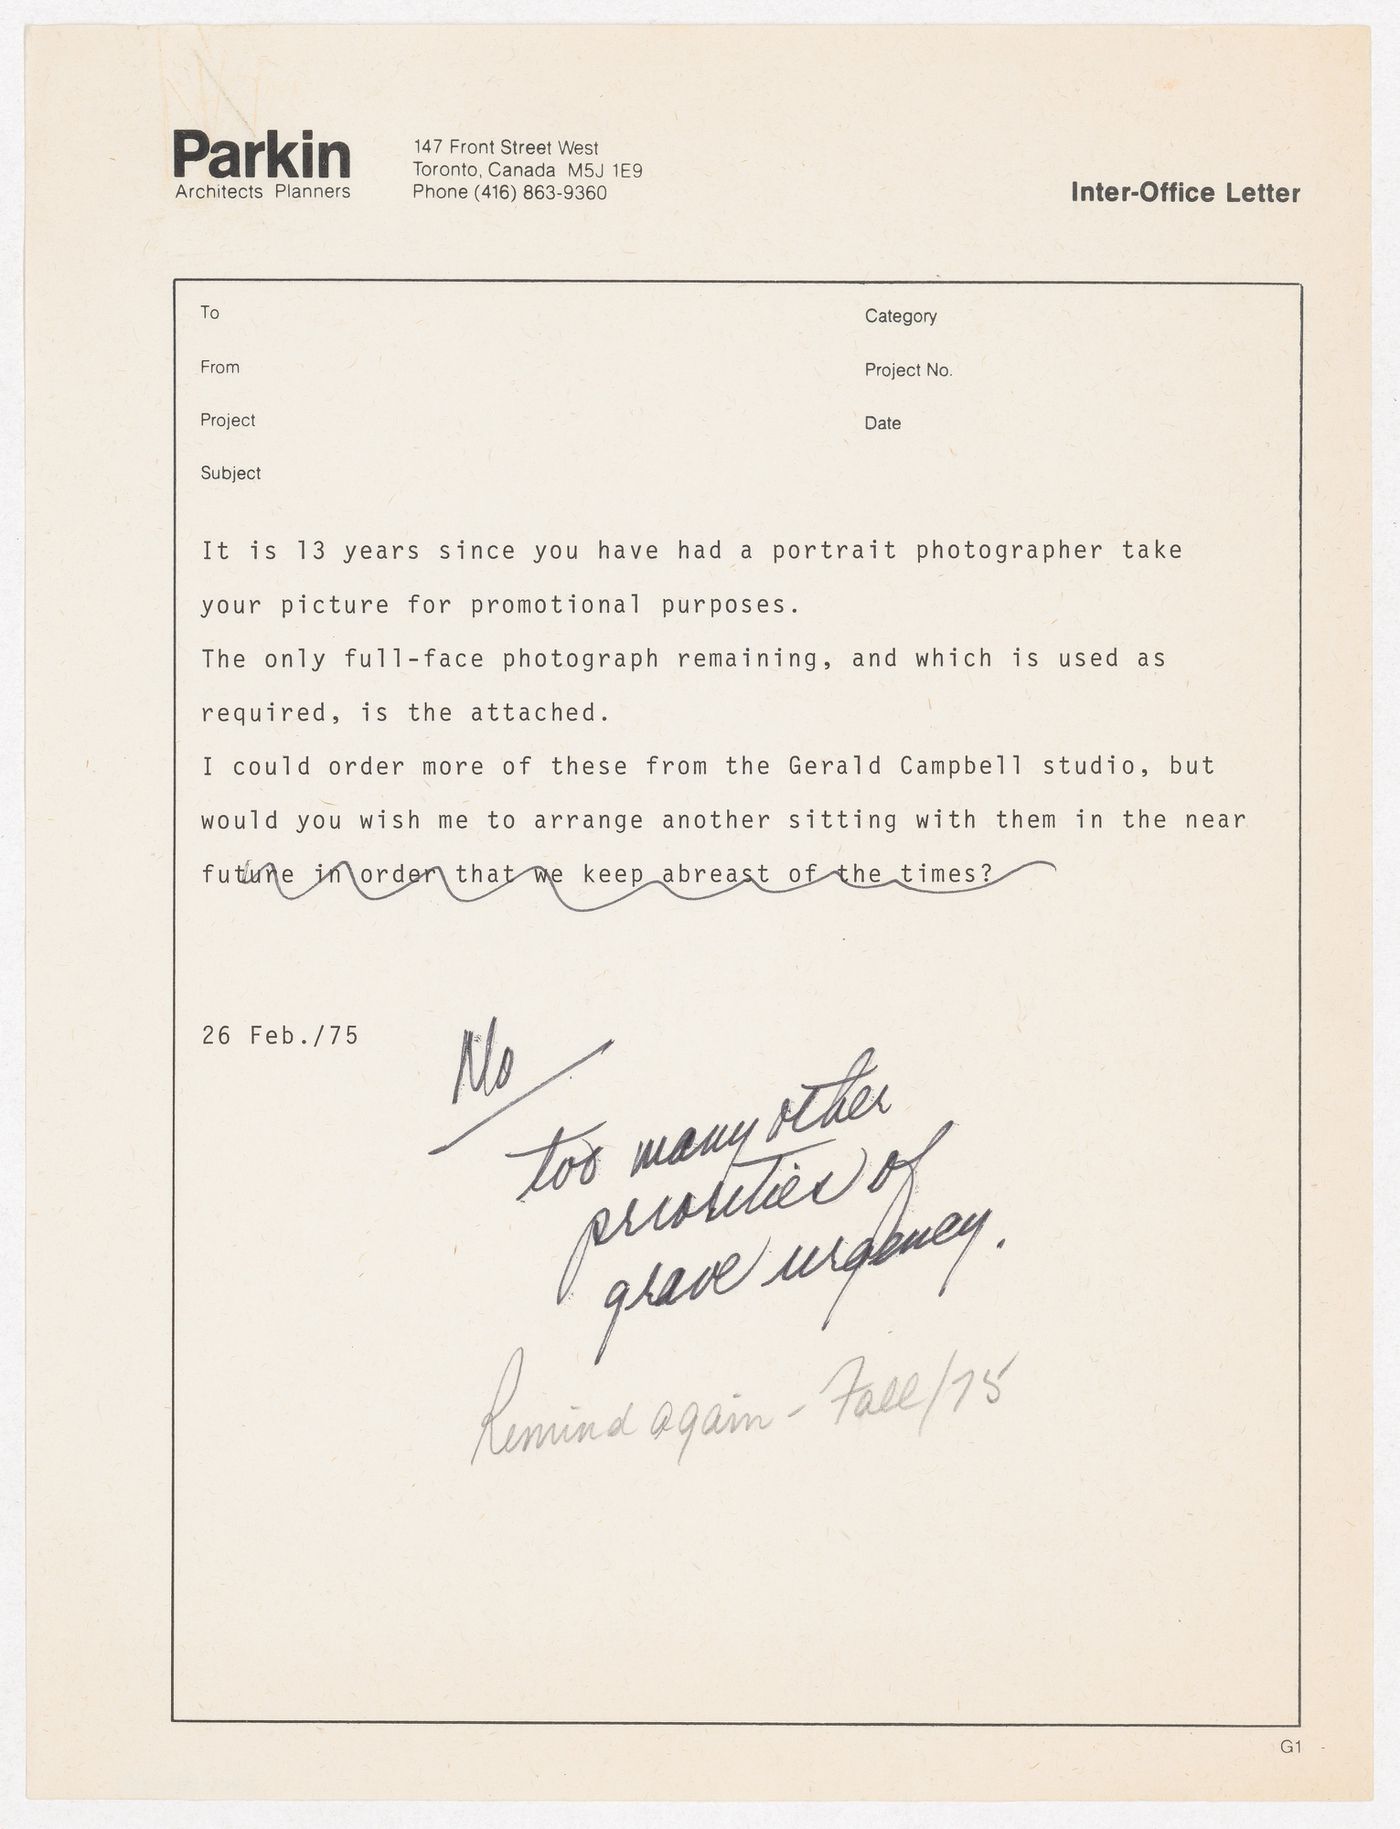 Parkin
Architects Planners
147 Front Street West
Toronto, Canada M5J 1E9
Phone (416) 863-9360
Inter-Office Letter
To
Category
From
Project No.
Project
Date
Subject
It is 13 years since you have had a portrait photographer take
your picture for promotional purposes.
The only full-face photograph remaining, and which is used as
required, is the attached.
I could order more of these from the Gerald Campbell studio, but
would you wish me to arrange another sitting with them in the near
future in order that we keep abreast of the times?
26 Feb./75
No
too many other
priorities of
grave urgency.
Remind again - Fall/75
G1